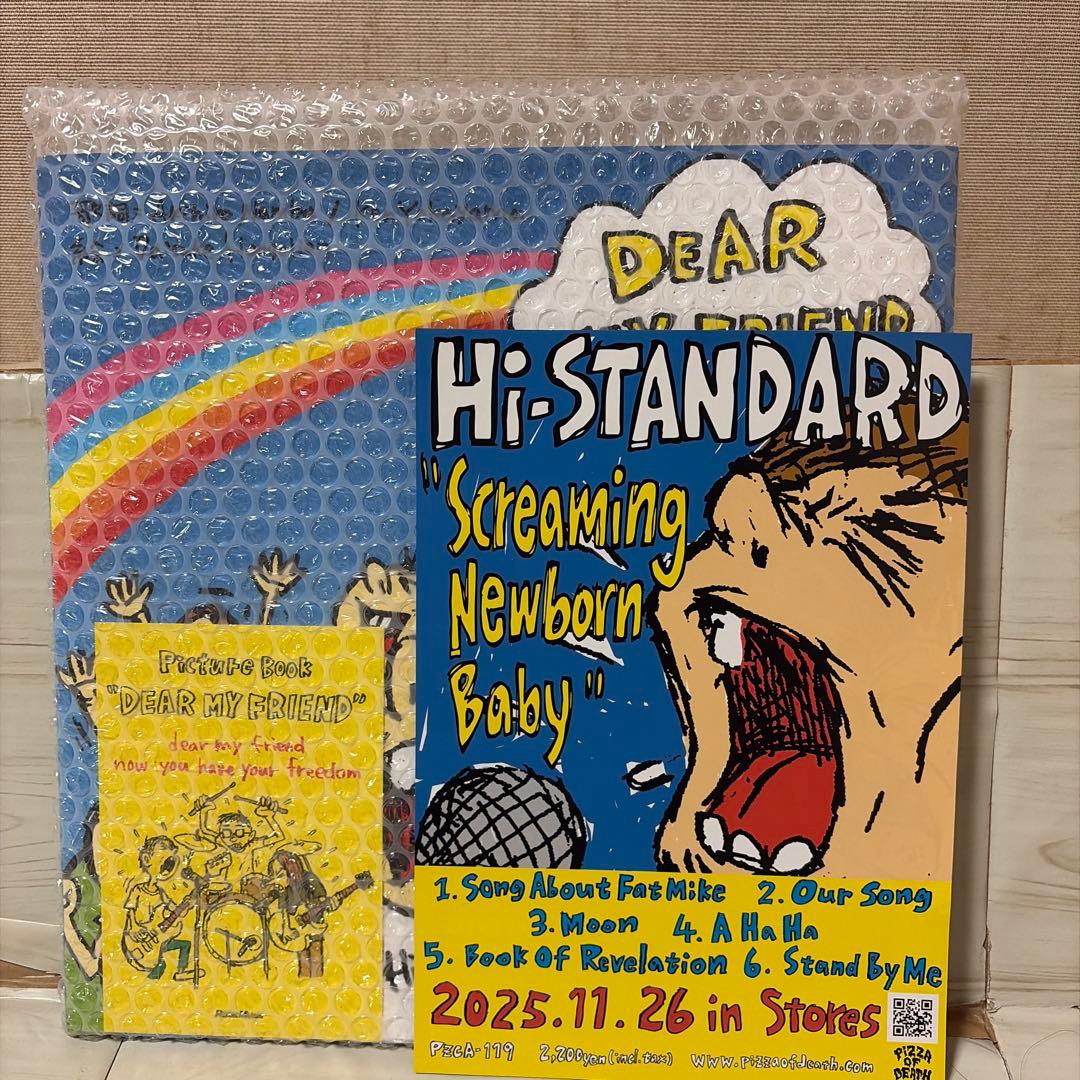 DEAR
MY FRIEND
Hi-STANDARD
"Screaming
Newborn
Baby"
Picture Book
"DEAR MY FRIEND"
dear my friend
now you have your freedom
1. Song About Fat Mike 2. Our Song
3. Moon 4. A Ha Ha
5. Book Of Revelation 6. Stand By Me
2025.11.26 in Stores
PZCA-119 2,200yen(incl.tax) www.pizzaofdeath.com
PIZZA
OF
DEATH